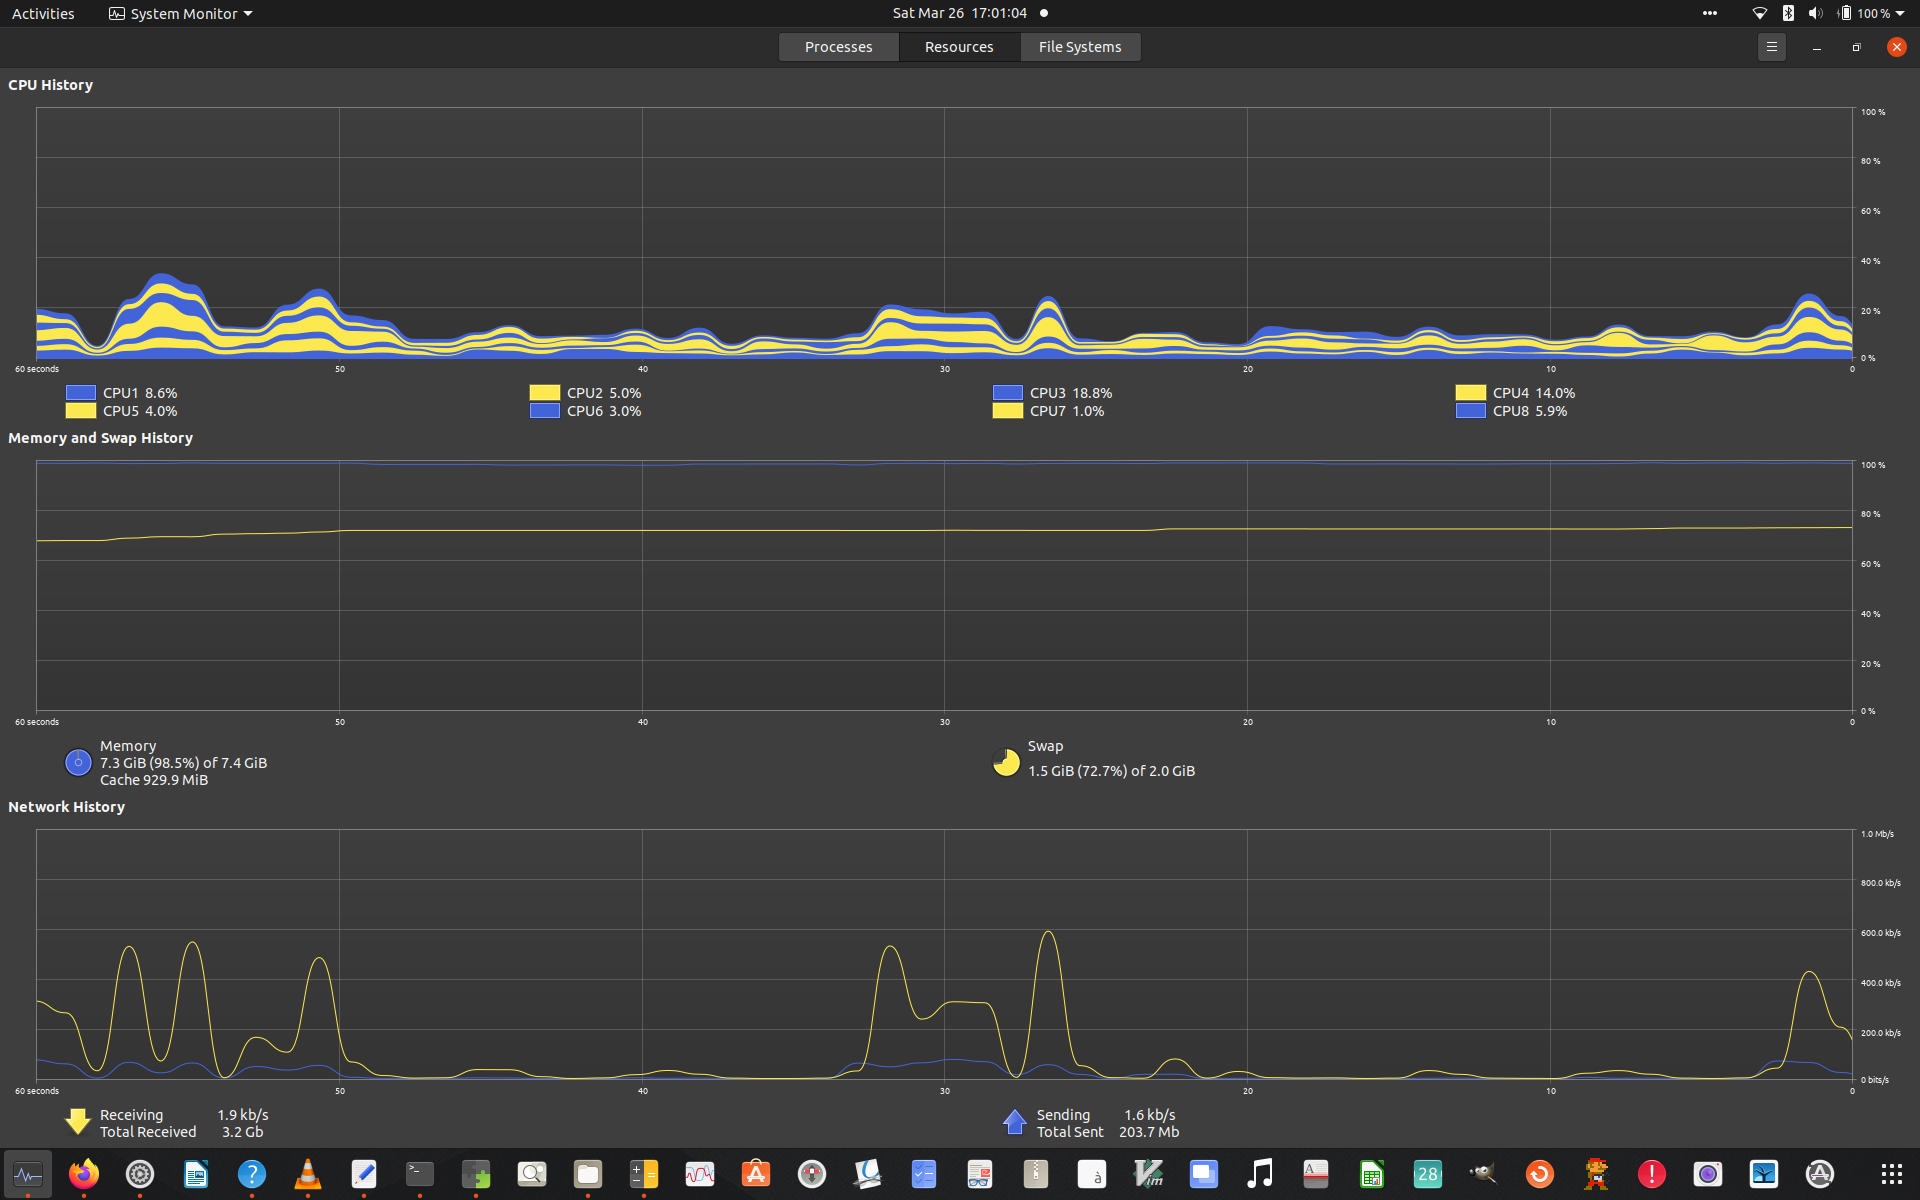 Activities System Monitor Sat Mar 26 17:01:04 100 %
Processes Resources File Systems
CPU History
100 %
80 %
60 %
40 %
20 %
0 %
60 seconds 50 40 30 20 10 0
CPU1 8.6% CPU2 5.0% CPU3 18.8% CPU4 14.0%
CPU5 4.0% CPU6 3.0% CPU7 1.0% CPU8 5.9%
Memory and Swap History
100 %
80 %
60 %
40 %
20 %
0 %
60 seconds 50 40 30 20 10 0
Memory Swap
7.3 GiB (98.5%) of 7.4 GiB 1.5 GiB (72.7%) of 2.0 GiB
Cache 929.9 MiB
Network History
1.0 Mb/s
800.0 kb/s
600.0 kb/s
400.0 kb/s
200.0 kb/s
0 bits/s
60 seconds 50 40 30 20 10 0
Receiving 1.9 kb/s Sending 1.6 kb/s
Total Received 3.2 Gb Total Sent 203.7 Mb
? >_ A à Vim A 28 !